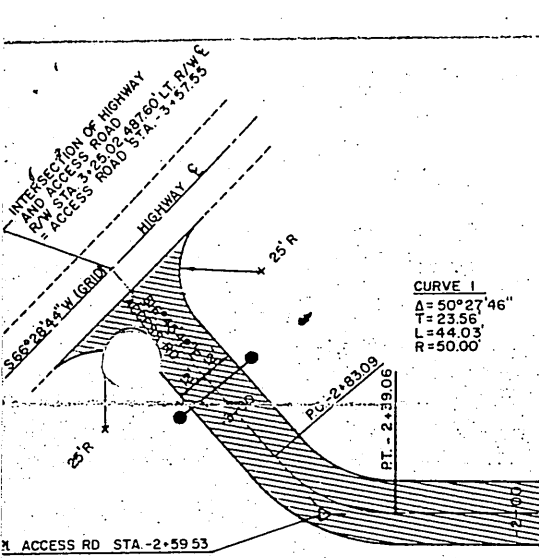 INTERSECTION OF HIGHWAY
AND ACCESS ROAD
R/W STA. 3+25.02, 487.60' LT. R/W ℄
= ACCESS ROAD STA. -3+57.55
HIGHWAY ℄
S66°28'44"W (GRID)
25' R
CURVE 1
Δ = 50°27'46"
T = 23.56'
L = 44.03'
R = 50.00'
P.C. -2+83.09
P.T. - 2+39.06
25' R
ACCESS RD STA. -2+59.53